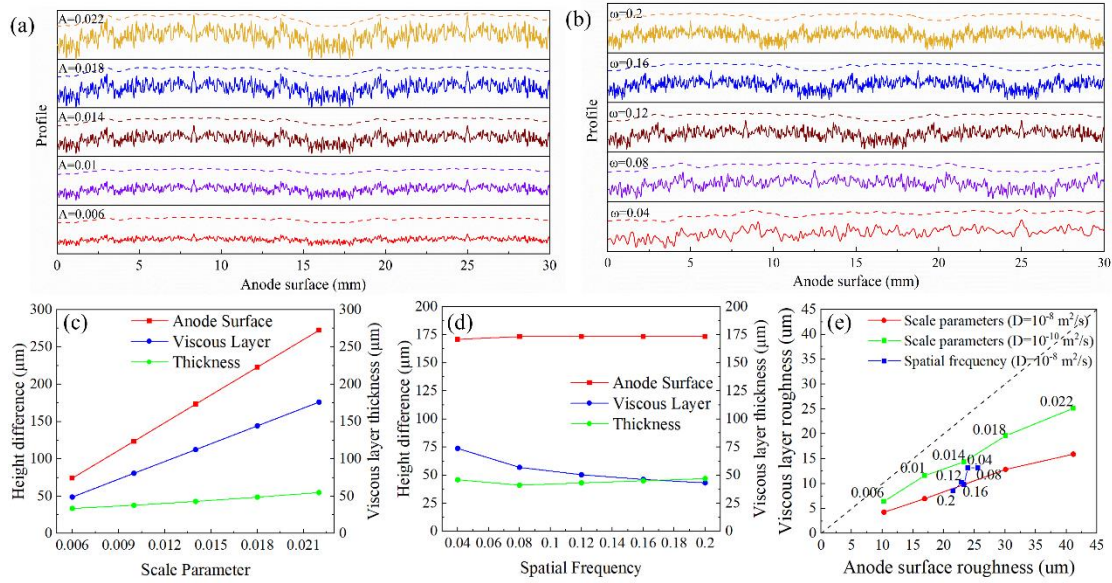 (a)
A=0.022
A=0.018
A=0.014
A=0.01
A=0.006
Profile
0 5 10 15 20 25 30
Anode surface (mm)
(b)
ω=0.2
ω=0.16
ω=0.12
ω=0.08
ω=0.04
0 5 10 15 20 25 30
Anode surface (mm)
(c)
Anode Surface
Viscous Layer
Thickness
Height difference (μm)
300
250
200
150
100
50
0
300
250
200
150
100
50
0
Viscous layer thickness (μm)
0.006 0.009 0.012 0.015 0.018 0.021
Scale Parameter
(d)
Anode Surface
Viscous Layer
Thickness
Height difference (μm)
200
175
150
125
100
75
50
25
0
200
175
150
125
100
75
50
25
0
Viscous layer thickness (μm)
0.04 0.06 0.08 0.1 0.12 0.14 0.16 0.18 0.2
Spatial Frequency
(e)
Scale parameters (D=10⁻⁸ m²/s)
Scale parameters (D=10⁻¹⁰ m²/s)
Spatial frequency (D=10⁻⁸ m²/s)
Viscous layer roughness (um)
45
40
35
30
25
20
15
10
5
0
0.022
0.018
0.014
0.04
0.01
0.12
0.08
0.006
0.16
0.2
0 5 10 15 20 25 30 35 40 45
Anode surface roughness (um)